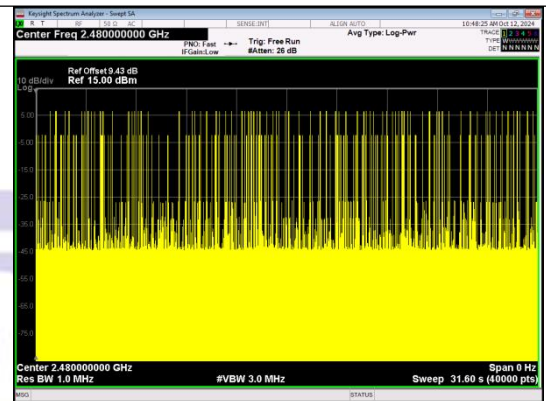 Keysight Spectrum Analyzer - Swept SA
R T RF 50 Ω AC SENSE:INT ALIGN AUTO 10:48:25 AM Oct 12, 2024
Center Freq 2.480000000 GHz Avg Type: Log-Pwr TRACE 1 2 3 4 5 6
PNO: Fast Trig: Free Run TYPE
IFGain:Low #Atten: 26 dB DET N N N N N N
Ref Offset 9.43 dB
10 dB/div Ref 15.00 dBm
Log
5.00
-5.00
-15.0
-25.0
-35.0
-45.0
-55.0
-65.0
-75.0
Center 2.480000000 GHz Span 0 Hz
Res BW 1.0 MHz #VBW 3.0 MHz Sweep 31.60 s (40000 pts)
MSG STATUS